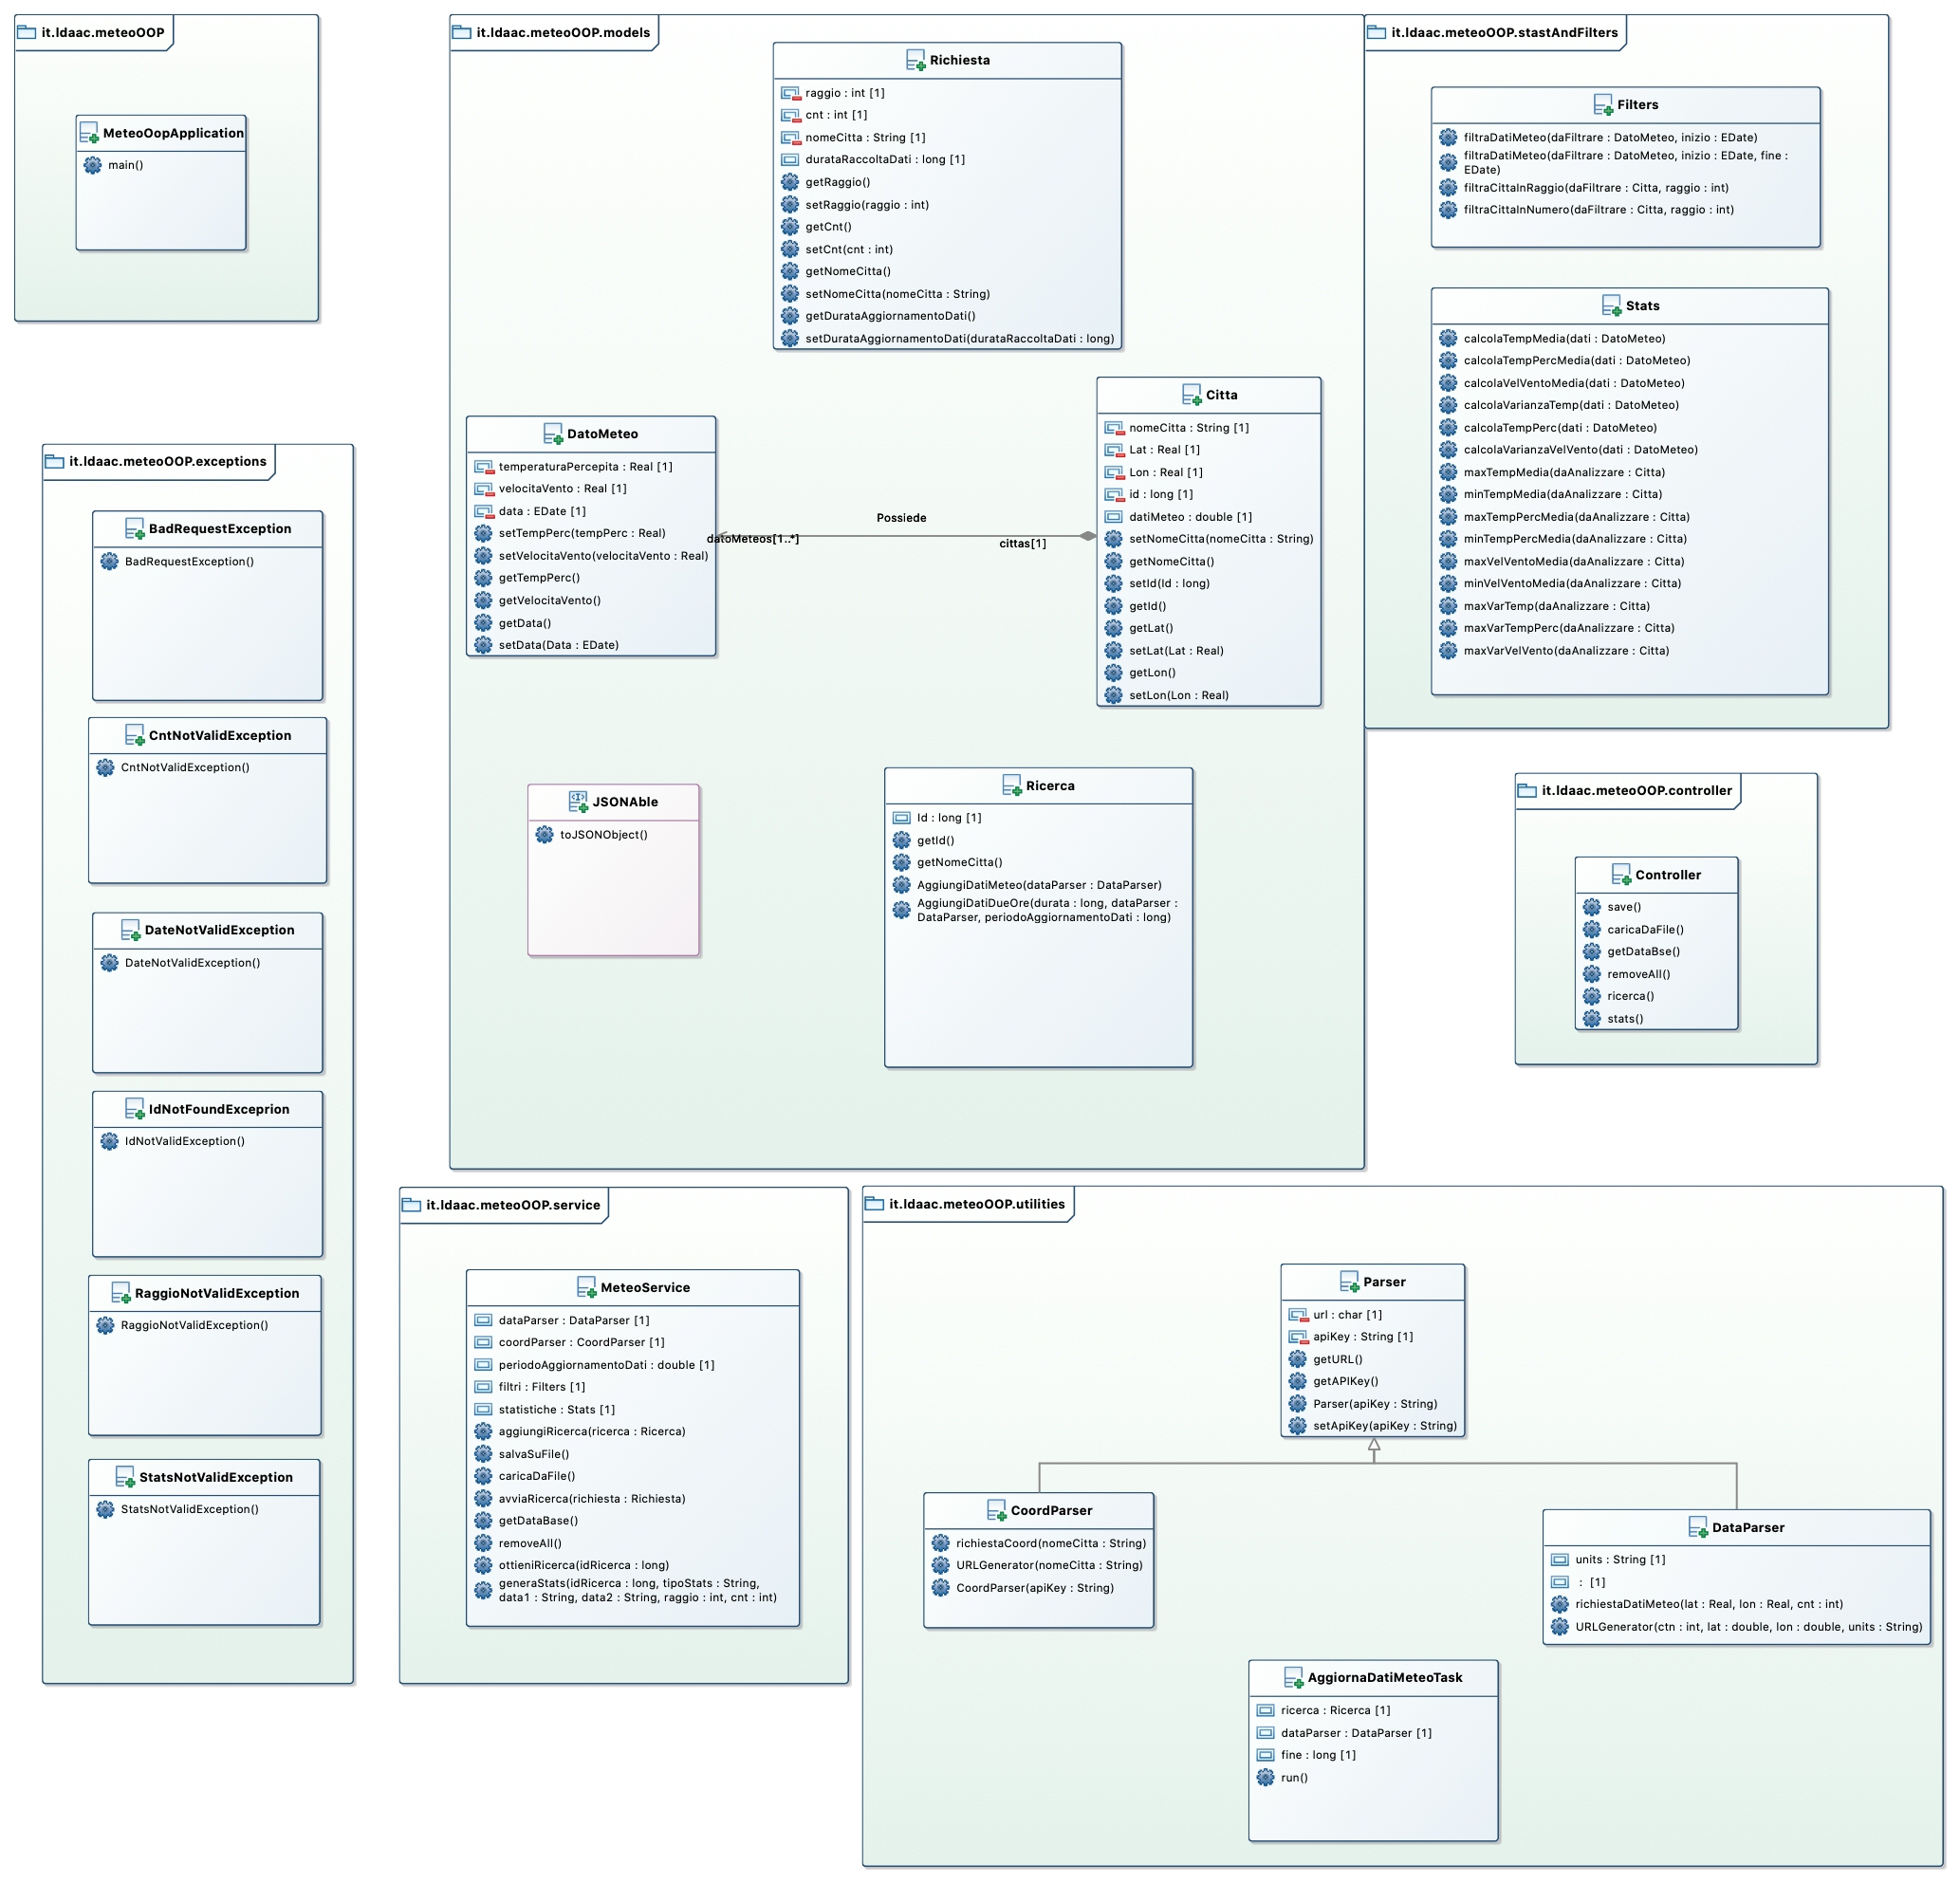 it.ldaac.meteoOOP
MeteoOopApplication
main()
it.ldaac.meteoOOP.exceptions
BadRequestException
BadRequestException()
CntNotValidException
CntNotValidException()
DateNotValidException
DateNotValidException()
IdNotFoundExceprion
IdNotValidException()
RaggioNotValidException
RaggioNotValidException()
StatsNotValidException
StatsNotValidException()
it.ldaac.meteoOOP.models
Richiesta
raggio : int [1]
cnt : int [1]
nomeCitta : String [1]
durataRaccoltaDati : long [1]
getRaggio()
setRaggio(raggio : int)
getCnt()
setCnt(cnt : int)
getNomeCitta()
setNomeCitta(nomeCitta : String)
getDurataAggiornamentoDati()
setDurataAggiornamentoDati(durataRaccoltaDati : long)
DatoMeteo
temperaturaPercepita : Real [1]
velocitaVento : Real [1]
data : EDate [1]
setTempPerc(tempPerc : Real)
setVelocitaVento(velocitaVento : Real)
getTempPerc()
getVelocitaVento()
getData()
setData(Data : EDate)
Possiede
datoMeteos[1..*]
cittas[1]
Citta
nomeCitta : String [1]
Lat : Real [1]
Lon : Real [1]
id : long [1]
datiMeteo : double [1]
setNomeCitta(nomeCitta : String)
getNomeCitta()
setId(Id : long)
getId()
getLat()
setLat(Lat : Real)
getLon()
setLon(Lon : Real)
JSONAble
toJSONObject()
Ricerca
Id : long [1]
getId()
getNomeCitta()
AggiungiDatiMeteo(dataParser : DataParser)
AggiungiDatiDueOre(durata : long, dataParser :
DataParser, periodoAggiornamentoDati : long)
it.ldaac.meteoOOP.stastAndFilters
Filters
filtraDatiMeteo(daFiltrare : DatoMeteo, inizio : EDate)
filtraDatiMeteo(daFiltrare : DatoMeteo, inizio : EDate, fine :
EDate)
filtraCittaInRaggio(daFiltrare : Citta, raggio : int)
filtraCittaInNumero(daFiltrare : Citta, raggio : int)
Stats
calcolaTempMedia(dati : DatoMeteo)
calcolaTempPercMedia(dati : DatoMeteo)
calcolaVelVentoMedia(dati : DatoMeteo)
calcolaVarianzaTemp(dati : DatoMeteo)
calcolaTempPerc(dati : DatoMeteo)
calcolaVarianzaVelVento(dati : DatoMeteo)
maxTempMedia(daAnalizzare : Citta)
minTempMedia(daAnalizzare : Citta)
maxTempPercMedia(daAnalizzare : Citta)
minTempPercMedia(daAnalizzare : Citta)
maxVelVentoMedia(daAnalizzare : Citta)
minVelVentoMedia(daAnalizzare : Citta)
maxVarTemp(daAnalizzare : Citta)
maxVarTempPerc(daAnalizzare : Citta)
maxVarVelVento(daAnalizzare : Citta)
it.ldaac.meteoOOP.controller
Controller
save()
caricaDaFile()
getDataBse()
removeAll()
ricerca()
stats()
it.ldaac.meteoOOP.service
MeteoService
dataParser : DataParser [1]
coordParser : CoordParser [1]
periodoAggiornamentoDati : double [1]
filtri : Filters [1]
statistiche : Stats [1]
aggiungiRicerca(ricerca : Ricerca)
salvaSuFile()
caricaDaFile()
avviaRicerca(richiesta : Richiesta)
getDataBase()
removeAll()
ottieniRicerca(idRicerca : long)
generaStats(idRicerca : long, tipoStats : String,
data1 : String, data2 : String, raggio : int, cnt : int)
it.ldaac.meteoOOP.utilities
Parser
url : char [1]
apiKey : String [1]
getURL()
getAPIKey()
Parser(apiKey : String)
setApiKey(apiKey : String)
CoordParser
richiestaCoord(nomeCitta : String)
URLGenerator(nomeCitta : String)
CoordParser(apiKey : String)
DataParser
units : String [1]
: [1]
richiestaDatiMeteo(lat : Real, lon : Real, cnt : int)
URLGenerator(ctn : int, lat : double, lon : double, units : String)
AggiornaDatiMeteoTask
ricerca : Ricerca [1]
dataParser : DataParser [1]
fine : long [1]
run()